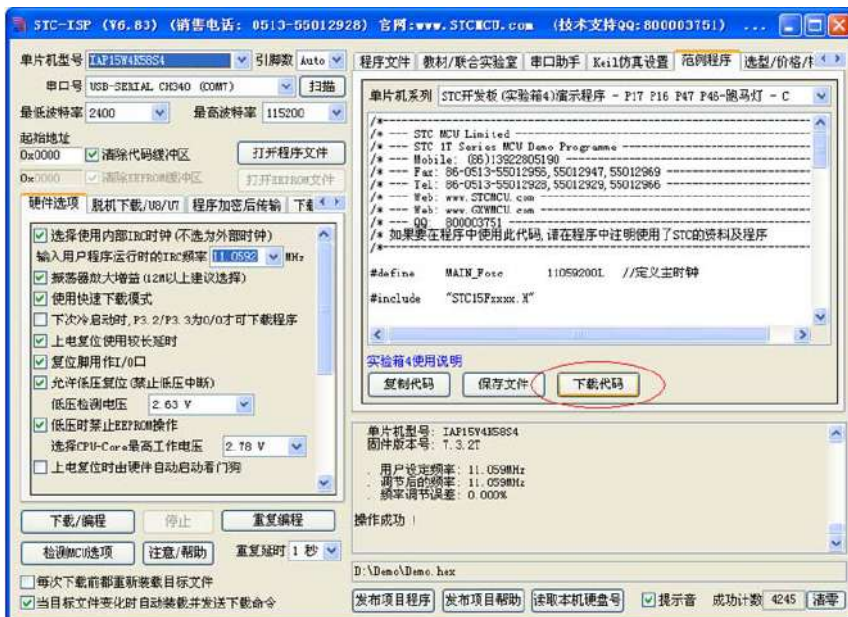 STC-ISP (V6.83) (销售电话: 0513-55012928) 官网:www.STCMCU.com (技术支持QQ:800003751) ...
单片机型号 IAP15W4K58S4 引脚数 Auto
串口号 USB-SERIAL CH340 (COM7) 扫描
最低波特率 2400 最高波特率 115200
起始地址
0x0000 清除代码缓冲区 打开程序文件
0x0000 清除EEPROM缓冲区 打开EEPROM文件
硬件选项 脱机下载/U8/U7 程序加密后传输 下载
选择使用内部IRC时钟(不选为外部时钟)
输入用户程序运行时的IRC频率 11.0592 MHz
振荡器放大增益(12M以上建议选择)
使用快速下载模式
下次冷启动时,P3.2/P3.3为0/0才可下载程序
上电复位使用较长延时
复位脚用作I/O口
允许低压复位(禁止低压中断)
低压检测电压 2.63 V
低压时禁止EEPROM操作
选择CPU-Core最高工作电压 2.78 V
上电复位时由硬件自动启动看门狗
下载/编程 停止 重复编程
检测MCU选项 注意/帮助 重复延时 1 秒
每次下载前都重新装载目标文件
当目标文件变化时自动装载并发送下载命令
程序文件 教材/联合实验室 串口助手 Keil仿真设置 范例程序 选型/价格/
单片机系列 STC开发板(实验箱4)演示程序 - P17 P16 P47 P46-跑马灯 - C
/*---
/* --- STC MCU Limited ---
/* --- STC 1T Series MCU Demo Programme ---
/* --- Mobile: (86)13922805190 ---
/* --- Fax: 86-0513-55012956,55012947,55012969 ---
/* --- Tel: 86-0513-55012928,55012929,55012966 ---
/* --- Web: www.STCMCU.com ---
/* --- Web: www.GXWMCU.com ---
/* --- QQ: 800003751 ---
/* 如果要在程序中使用此代码,请在程序中注明使用了STC的资料及程序
/*---
#define MAIN_Fosc 11059200L //定义主时钟
#include "STC15Fxxxx.H"
实验箱4使用说明
复制代码 保存文件 下载代码
单片机型号: IAP15W4K58S4
固件版本号: 7.3.2T
. 用户设定频率: 11.059MHz
. 调节后的频率: 11.059MHz
. 频率调节误差: 0.000%
操作成功 !
D:\Demo\Demo.hex
发布项目程序 发布项目帮助 读取本机硬盘号 提示音 成功计数 4245 清零